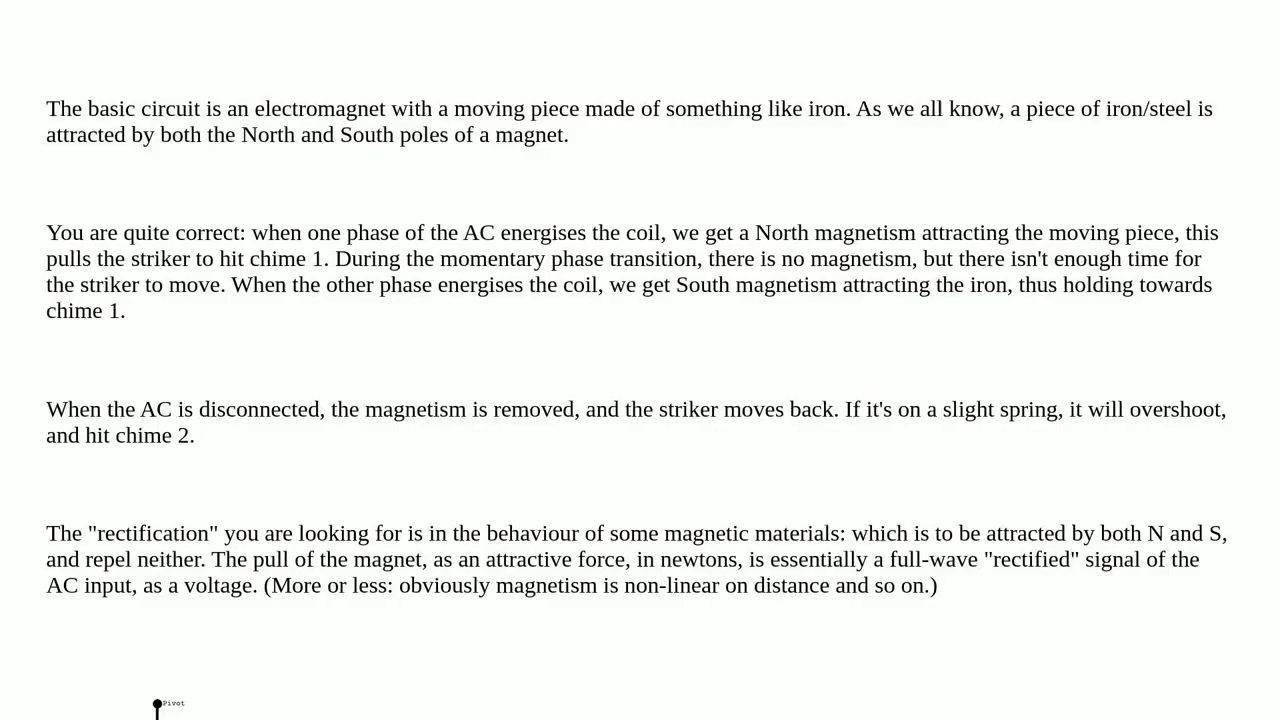 The basic circuit is an electromagnet with a moving piece made of something like iron. As we all know, a piece of iron/steel is
attracted by both the North and South poles of a magnet.
You are quite correct: when one phase of the AC energises the coil, we get a North magnetism attracting the moving piece, this
pulls the striker to hit chime 1. During the momentary phase transition, there is no magnetism, but there isn't enough time for
the striker to move. When the other phase energises the coil, we get South magnetism attracting the iron, thus holding towards
chime 1.
When the AC is disconnected, the magnetism is removed, and the striker moves back. If it's on a slight spring, it will overshoot,
and hit chime 2.
The "rectification" you are looking for is in the behaviour of some magnetic materials: which is to be attracted by both N and S,
and repel neither. The pull of the magnet, as an attractive force, in newtons, is essentially a full-wave "rectified" signal of the
AC input, as a voltage. (More or less: obviously magnetism is non-linear on distance and so on.)
Pivot